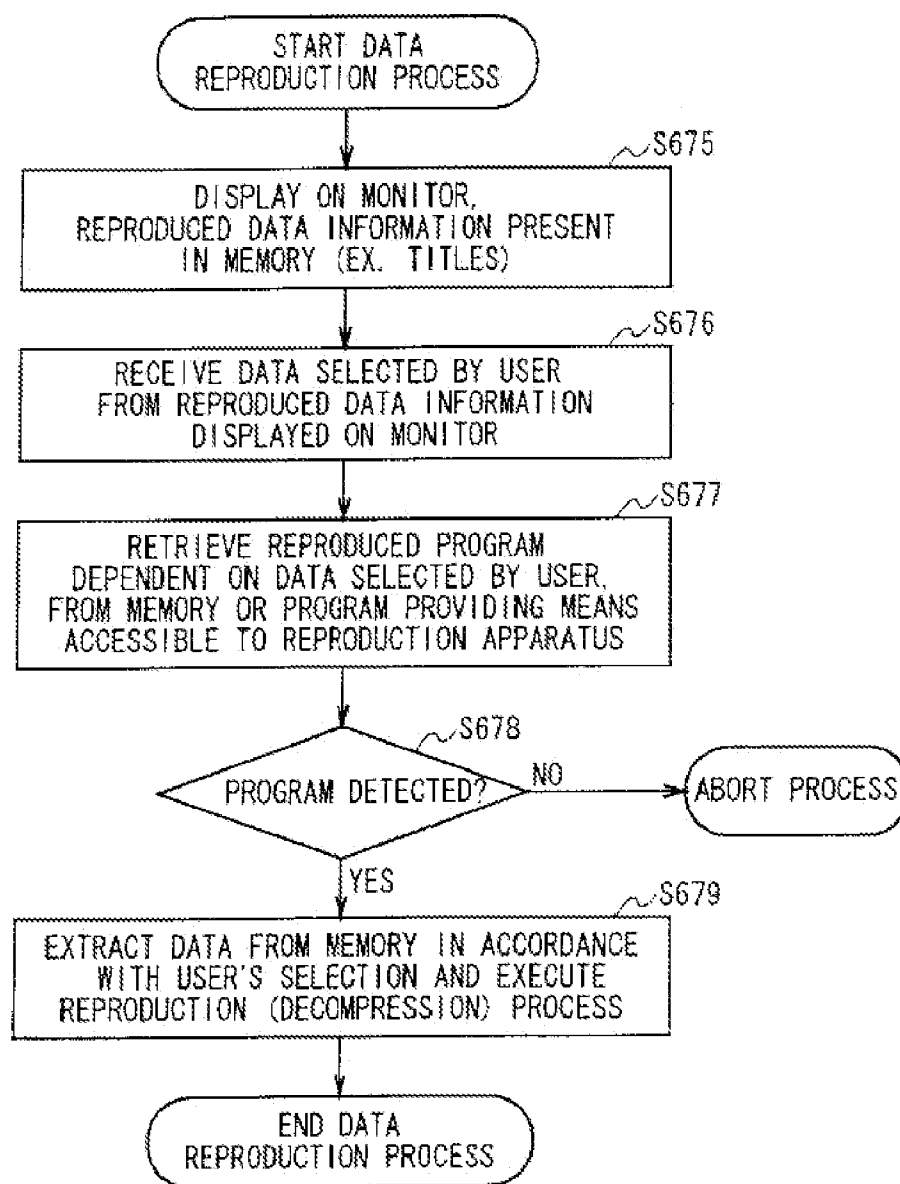 START DATA
REPRODUCTION PROCESS
S675
DISPLAY ON MONITOR,
REPRODUCED DATA INFORMATION PRESENT
IN MEMORY (EX. TITLES)
S676
RECEIVE DATA SELECTED BY USER
FROM REPRODUCED DATA INFORMATION
DISPLAYED ON MONITOR
S677
RETRIEVE REPRODUCED PROGRAM
DEPENDENT ON DATA SELECTED BY USER,
FROM MEMORY OR PROGRAM PROVIDING MEANS
ACCESSIBLE TO REPRODUCTION APPARATUS
S678
PROGRAM DETECTED?
NO
ABORT PROCESS
YES
S679
EXTRACT DATA FROM MEMORY IN ACCORDANCE
WITH USER'S SELECTION AND EXECUTE
REPRODUCTION (DECOMPRESSION) PROCESS
END DATA
REPRODUCTION PROCESS